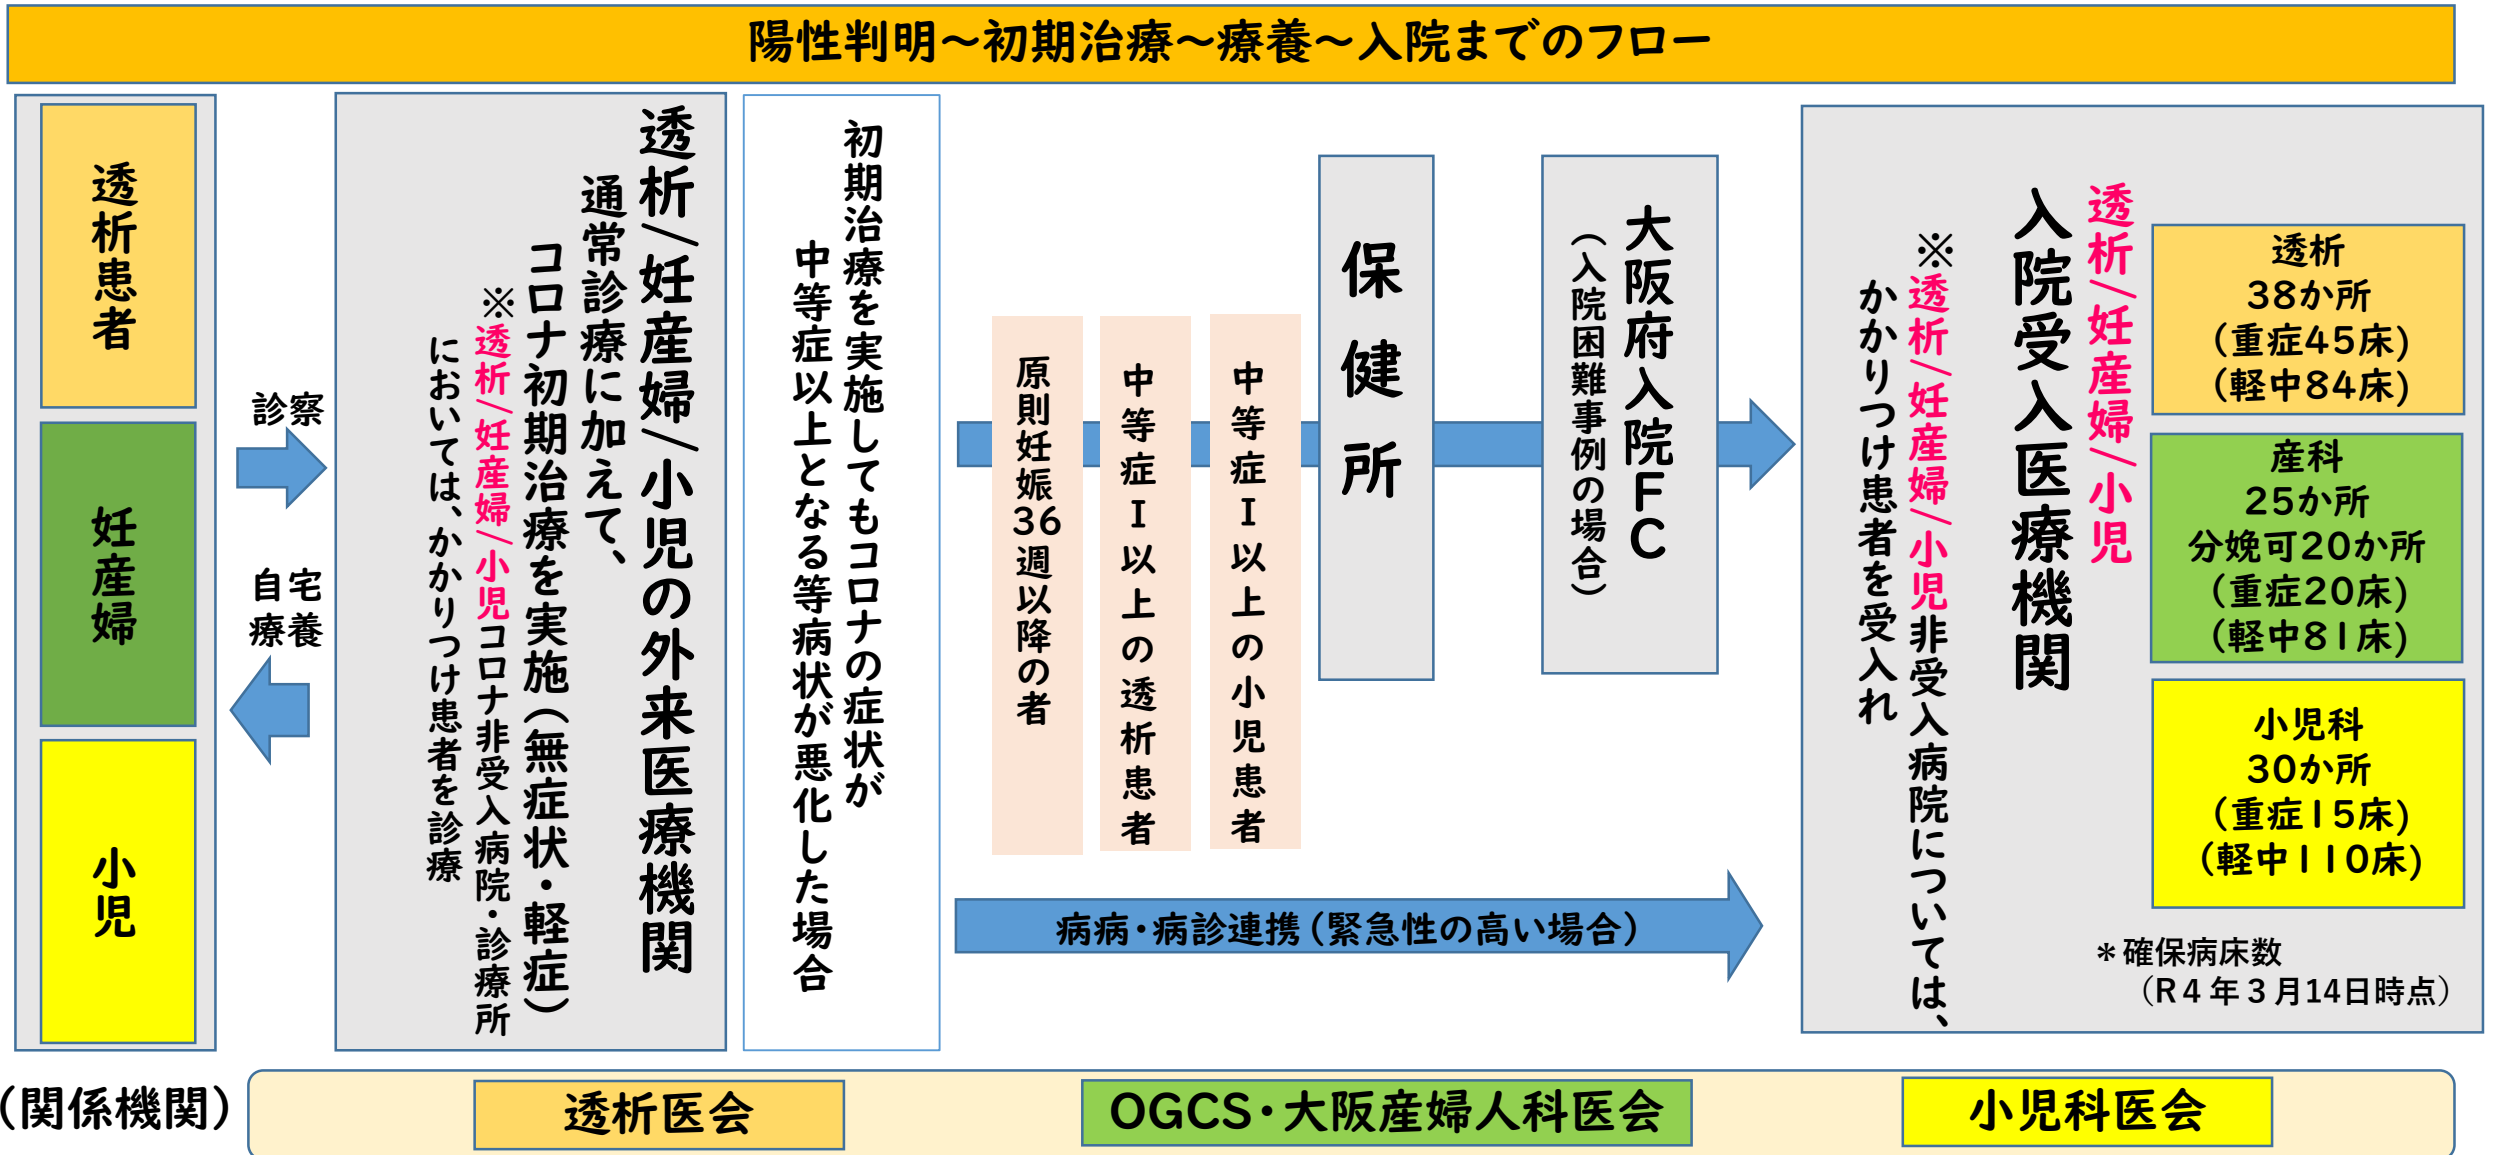 陽性判明～初期治療～療養～入院までのフロー
透析患者
妊産婦
小児
診察
自宅
療養
透析/妊産婦/小児の外来医療機関
通常診療に加えて、
コロナ初期治療を実施(無症状・軽症)
※透析/妊産婦/小児コロナ非受入病院・診療所
においては、かかりつけ患者を診療
初期治療を実施してもコロナの症状が
中等症以上となる等病状が悪化した場合
原則妊娠36週以降の者
中等症Ⅰ以上の透析患者
中等症Ⅰ以上の小児患者
保健所
大阪府入院FC
(入院困難事例の場合)
病病・病診連携(緊急性の高い場合)
透析/妊産婦/小児
入院受入医療機関
※透析/妊産婦/小児非受入病院については、
かかりつけ患者を受入れ
透析
38か所
(重症45床)
(軽中84床)
産科
25か所
分娩可20か所
(重症20床)
(軽中81床)
小児科
30か所
(重症15床)
(軽中110床)
＊確保病床数
（R４年３月14日時点）
(関係機関)
透析医会
OGCS・大阪産婦人科医会
小児科医会